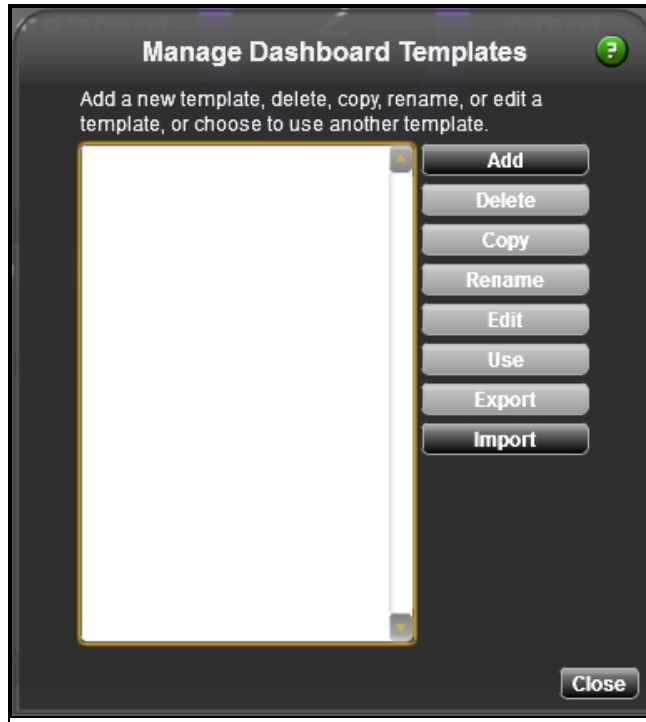 Manage Dashboard Templates
?
Add a new template, delete, copy, rename, or edit a
template, or choose to use another template.
Add
Delete
Copy
Rename
Edit
Use
Export
Import
Close